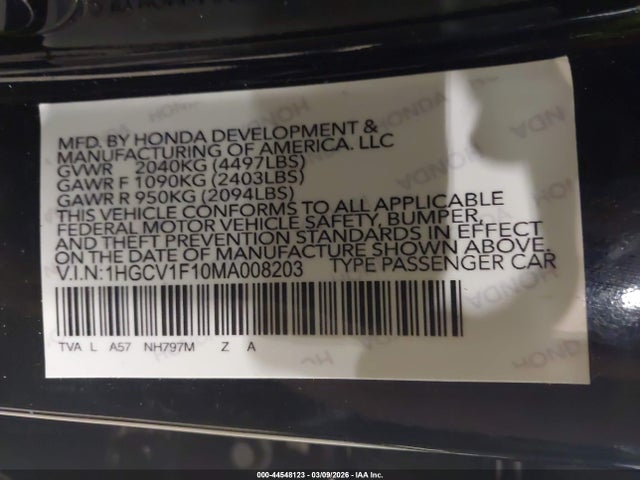 MFD. BY HONDA DEVELOPMENT &
MANUFACTURING OF AMERICA. LLC
GVWR 2040KG (4497LBS)
GAWR F 1090KG (2403LBS)
GAWR R 950KG (2094LBS)
THIS VEHICLE CONFORMS TO ALL APPLICABLE
FEDERAL MOTOR VEHICLE SAFETY, BUMPER,
AND THEFT PREVENTION STANDARDS IN EFFECT
ON THE DATE OF MANUFACTURE SHOWN ABOVE.
V.I.N:1HGCV1F10MA008203 TYPE PASSENGER CAR
TVA L A57 NH797M Z A
HONDA
000-44548123 - 03/09/2026 - IAA Inc.